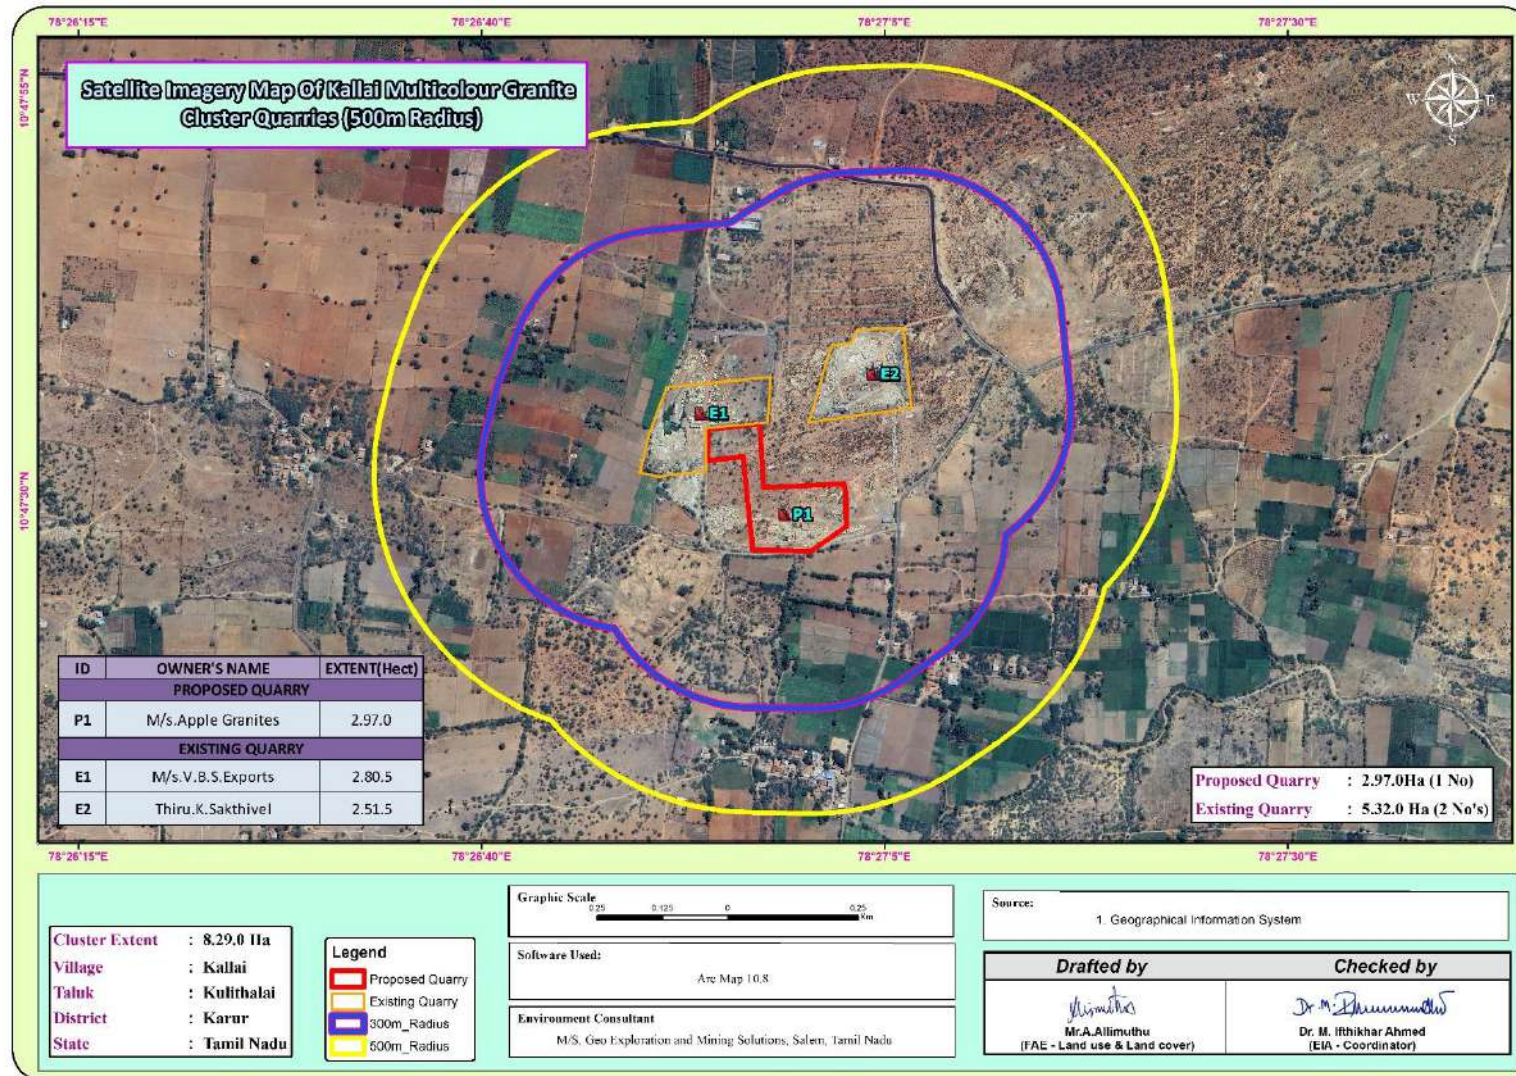 78°26'15"E 78°26'40"E 78°27'5"E 78°27'30"E
10°47'55"N
10°47'30"N
Satellite Imagery Map Of Kallai Multicolour Granite
Cluster Quarries (500m Radius)
N
W E
S
E2
E1
P1
ID OWNER'S NAME EXTENT(Hect)
PROPOSED QUARRY
P1 M/s.Apple Granites 2.97.0
EXISTING QUARRY
E1 M/s.V.B.S.Exports 2.80.5
E2 Thiru.K.Sakthivel 2.51.5
Proposed Quarry : 2.97.0Ha (1 No)
Existing Quarry : 5.32.0 Ha (2 No's)
78°26'15"E 78°26'40"E 78°27'5"E 78°27'30"E
Cluster Extent : 8.29.0 Ha
Village : Kallai
Taluk : Kulithalai
District : Karur
State : Tamil Nadu
Legend
Proposed Quarry
Existing Quarry
300m_Radius
500m_Radius
Graphic Scale
0.25 0.125 0 0.25
Km
Software Used:
Arc Map 10.8
Environment Consultant
M/S. Geo Exploration and Mining Solutions, Salem, Tamil Nadu
Source:
1. Geographical Information System
Drafted by Checked by
Mr.A.Allimuthu
(FAE - Land use & Land cover)
Dr. M. Ifthikhar Ahmed
(EIA - Coordinator)